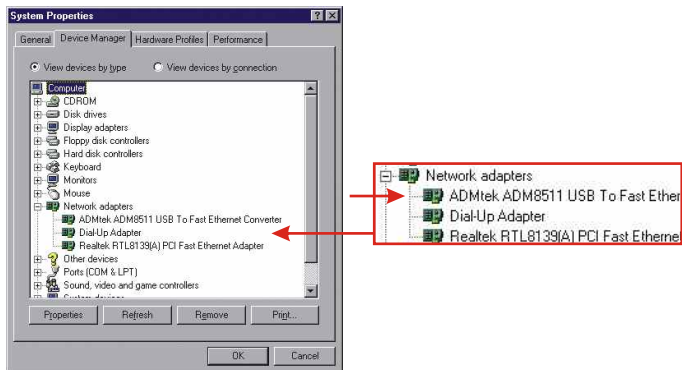 System Properties
General Device Manager Hardware Profiles Performance
View devices by type View devices by connection
Computer
CDROM
Disk drives
Display adapters
Floppy disk controllers
Hard disk controllers
Keyboard
Monitors
Mouse
Network adapters
ADMtek ADM8511 USB To Fast Ethernet Converter
Dial-Up Adapter
Realtek RTL8139(A) PCI Fast Ethernet Adapter
Other devices
Ports (COM & LPT)
Sound, video and game controllers
System devices
Properties Refresh Remove Print...
OK Cancel
Network adapters
ADMtek ADM8511 USB To Fast Ether
Dial-Up Adapter
Realtek RTL8139(A) PCI Fast Etherne